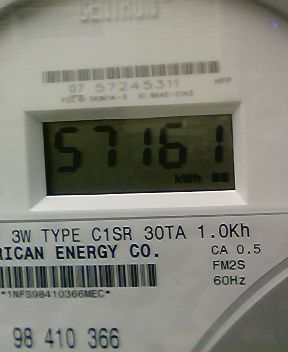 CENTRON
07 57245311
57161
kWh
3W TYPE C1SR 30TA 1.0Kh
RICAN ENERGY CO.
CA 0.5
FM2S
60Hz
*1NFS98410366MEC*
98 410 366